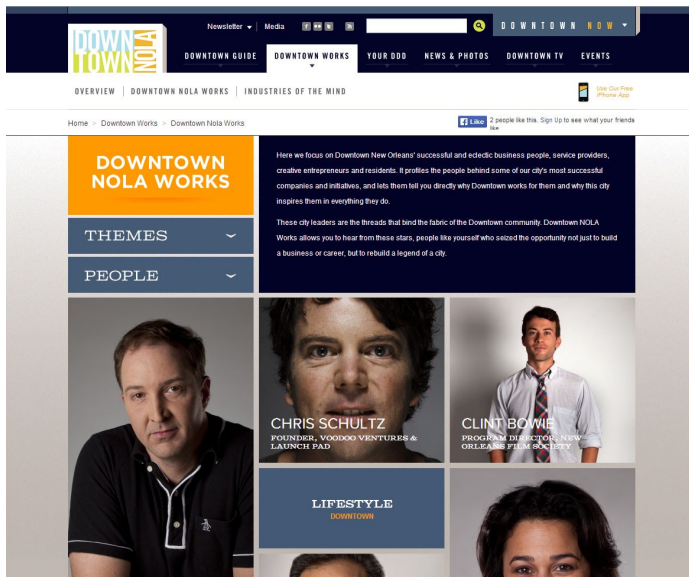 Newsletter
Media
DOWNTOWN NOW
DOWN
TOWN
NOLA
DOWNTOWN GUIDE
DOWNTOWN WORKS
YOUR DDD
NEWS & PHOTOS
DOWNTOWN TV
EVENTS
OVERVIEW | DOWNTOWN NOLA WORKS | INDUSTRIES OF THE MIND
Use Our Free
iPhone App
Home > Downtown Works > Downtown Nola Works
Like
2 people like this. Sign Up to see what your friends
like
DOWNTOWN
NOLA WORKS
THEMES
PEOPLE
Here we focus on Downtown New Orleans' successful and eclectic business people, service providers,
creative entrepreneurs and residents. It profiles the people behind some of our city's most successful
companies and initiatives, and lets them tell you directly why Downtown works for them and why this city
inspires them in everything they do.
These city leaders are the threads that bind the fabric of the Downtown community. Downtown NOLA
Works allows you to hear from these stars, people like yourself who seized the opportunity not just to build
a business or career, but to rebuild a legend of a city.
CHRIS SCHULTZ
FOUNDER, VOODOO VENTURES &
LAUNCH PAD
CLINT BOWIE
PROGRAM DIRECTOR, NEW
ORLEANS FILM SOCIETY
LIFESTYLE
DOWNTOWN